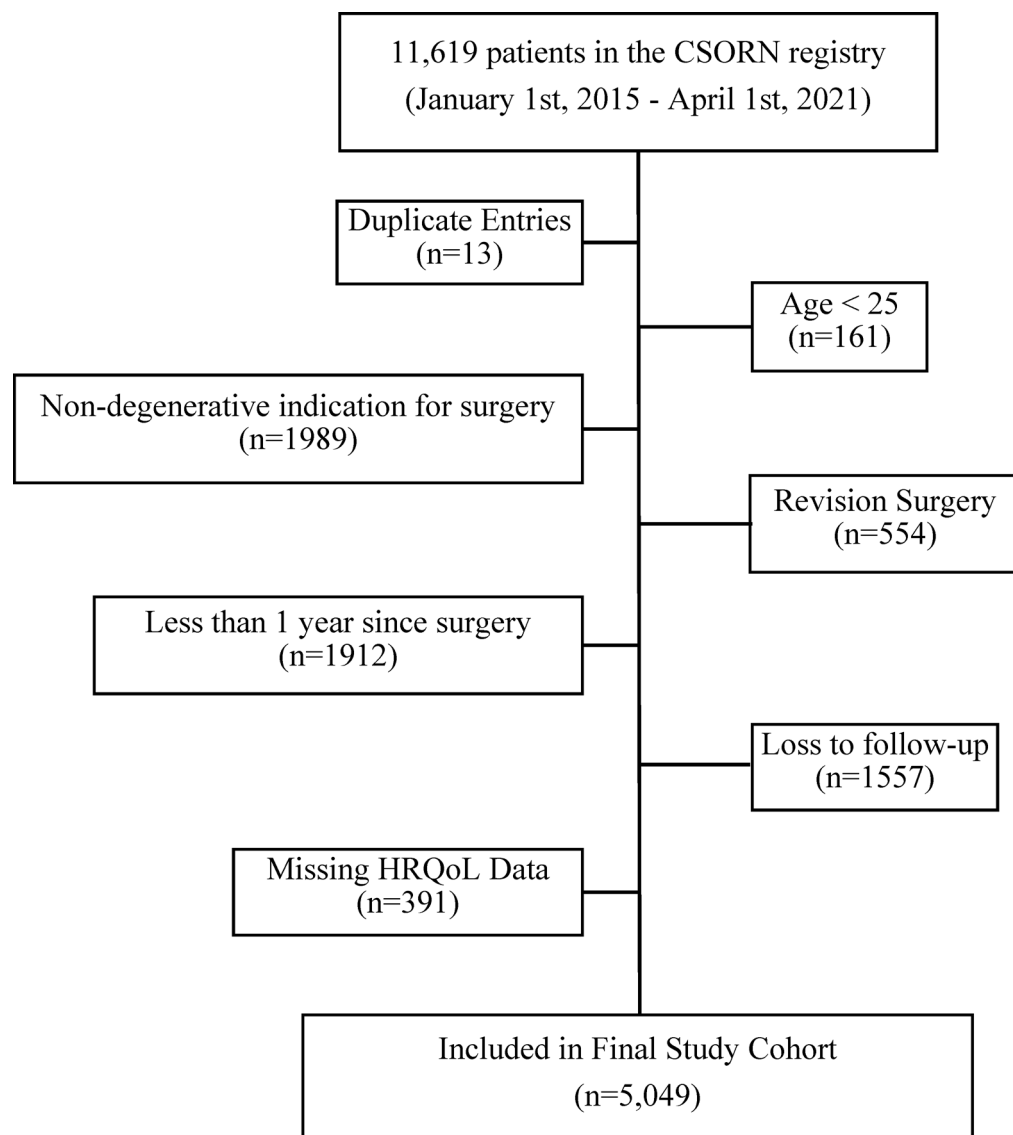 11,619 patients in the CSORN registry
(January 1st, 2015 - April 1st, 2021)
Duplicate Entries
(n=13)
Age < 25
(n=161)
Non-degenerative indication for surgery
(n=1989)
Revision Surgery
(n=554)
Less than 1 year since surgery
(n=1912)
Loss to follow-up
(n=1557)
Missing HRQoL Data
(n=391)
Included in Final Study Cohort
(n=5,049)